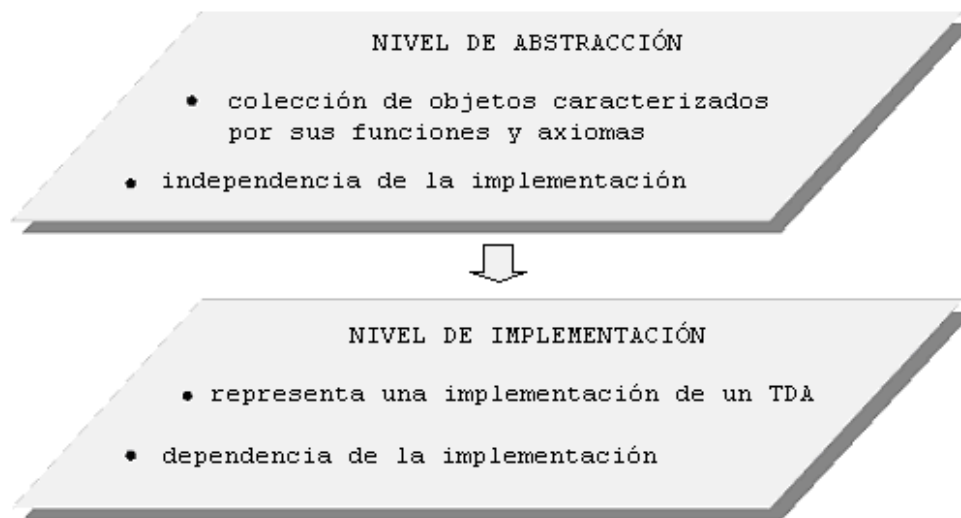 NIVEL DE ABSTRACCIÓN
• colección de objetos caracterizados
por sus funciones y axiomas
• independencia de la implementación
NIVEL DE IMPLEMENTACIÓN
• representa una implementación de un TDA
• dependencia de la implementación